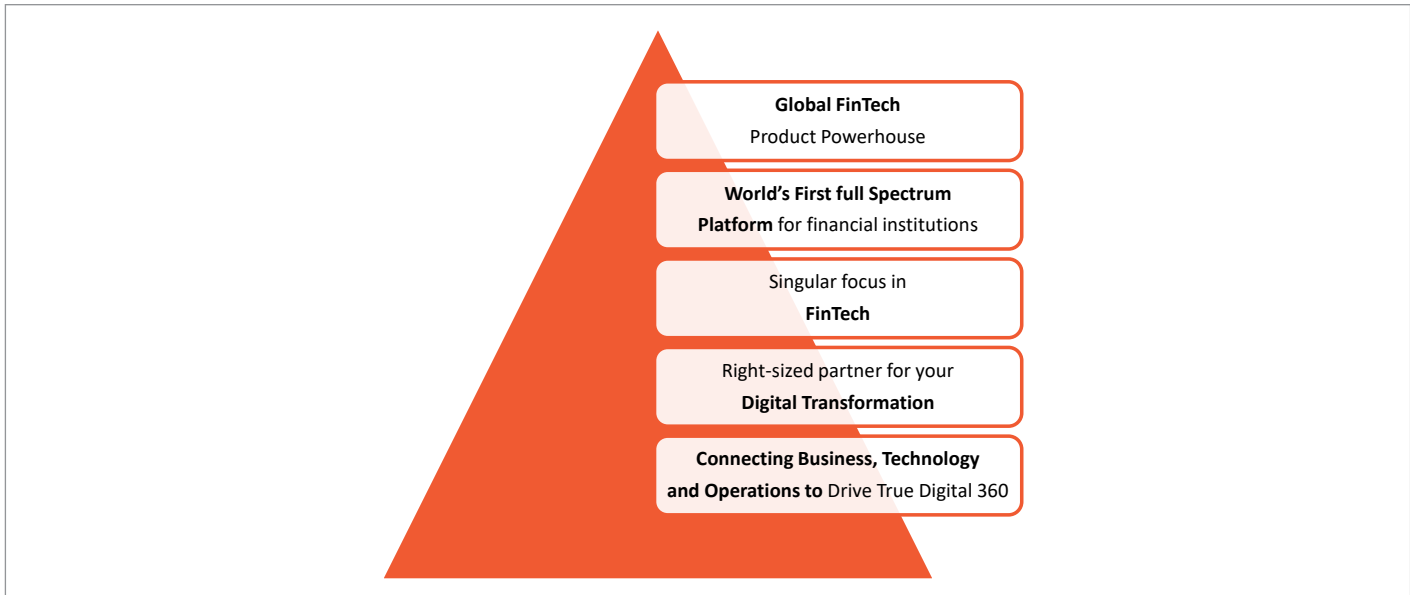 Global FinTech
Product Powerhouse
World’s First full Spectrum
Platform for financial institutions
Singular focus in
FinTech
Right-sized partner for your
Digital Transformation
Connecting Business, Technology
and Operations to Drive True Digital 360